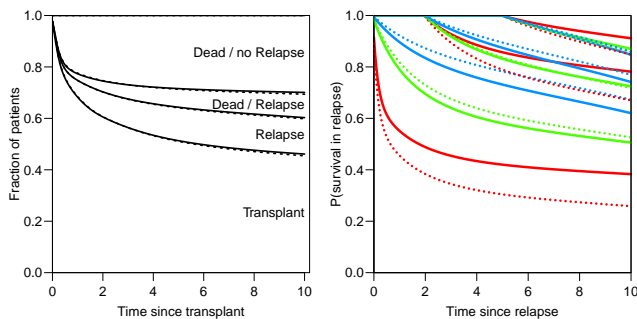 Fraction of patients
1.0
0.8
0.6
0.4
0.2
0.0
Dead / no Relapse
Dead / Relapse
Relapse
Transplant
0 2 4 6 8 10
Time since transplant
P(survival in relapse)
1.0
0.8
0.6
0.4
0.2
0.0
0 2 4 6 8 10
Time since relapse